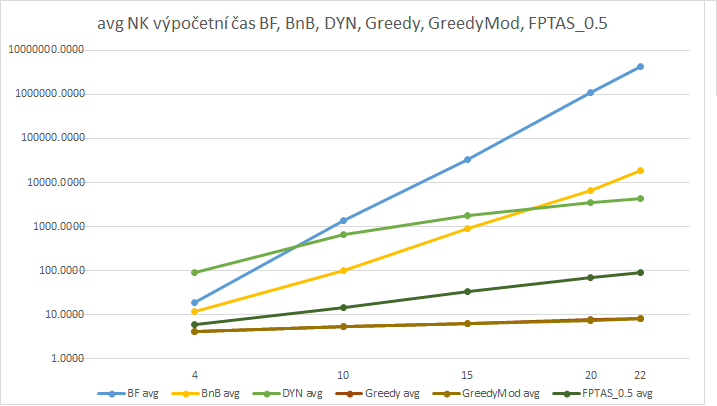 avg NK výpočetní čas BF, BnB, DYN, Greedy, GreedyMod, FPTAS_0.5
10000000.0000
1000000.0000
100000.0000
10000.0000
1000.0000
100.0000
10.0000
1.0000
4 10 15 20 22
BF avg BnB avg DYN avg Greedy avg GreedyMod avg FPTAS_0.5 avg